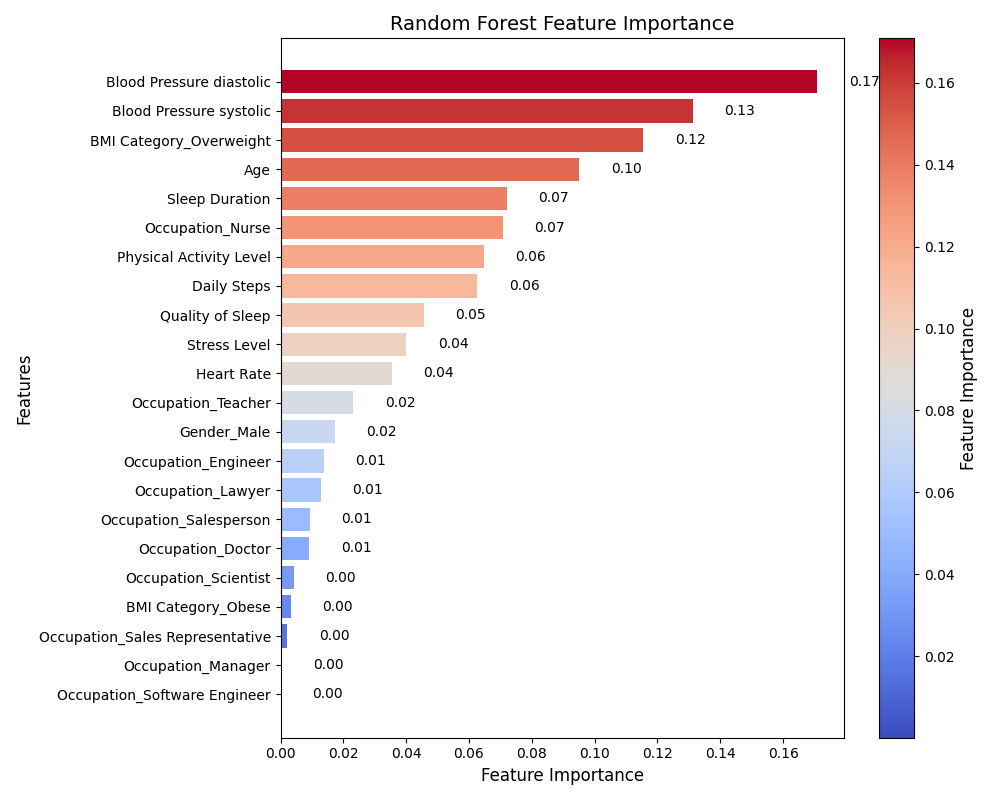 Random Forest Feature Importance
Blood Pressure diastolic 0.17
Blood Pressure systolic 0.13
BMI Category_Overweight 0.12
Age 0.10
Sleep Duration 0.07
Occupation_Nurse 0.07
Physical Activity Level 0.06
Daily Steps 0.06
Quality of Sleep 0.05
Stress Level 0.04
Heart Rate 0.04
Occupation_Teacher 0.02
Gender_Male 0.02
Occupation_Engineer 0.01
Occupation_Lawyer 0.01
Occupation_Salesperson 0.01
Occupation_Doctor 0.01
Occupation_Scientist 0.00
BMI Category_Obese 0.00
Occupation_Sales Representative 0.00
Occupation_Manager 0.00
Occupation_Software Engineer 0.00
Features
0.00 0.02 0.04 0.06 0.08 0.10 0.12 0.14 0.16
Feature Importance
0.16
0.14
0.12
0.10
0.08
0.06
0.04
0.02
Feature Importance